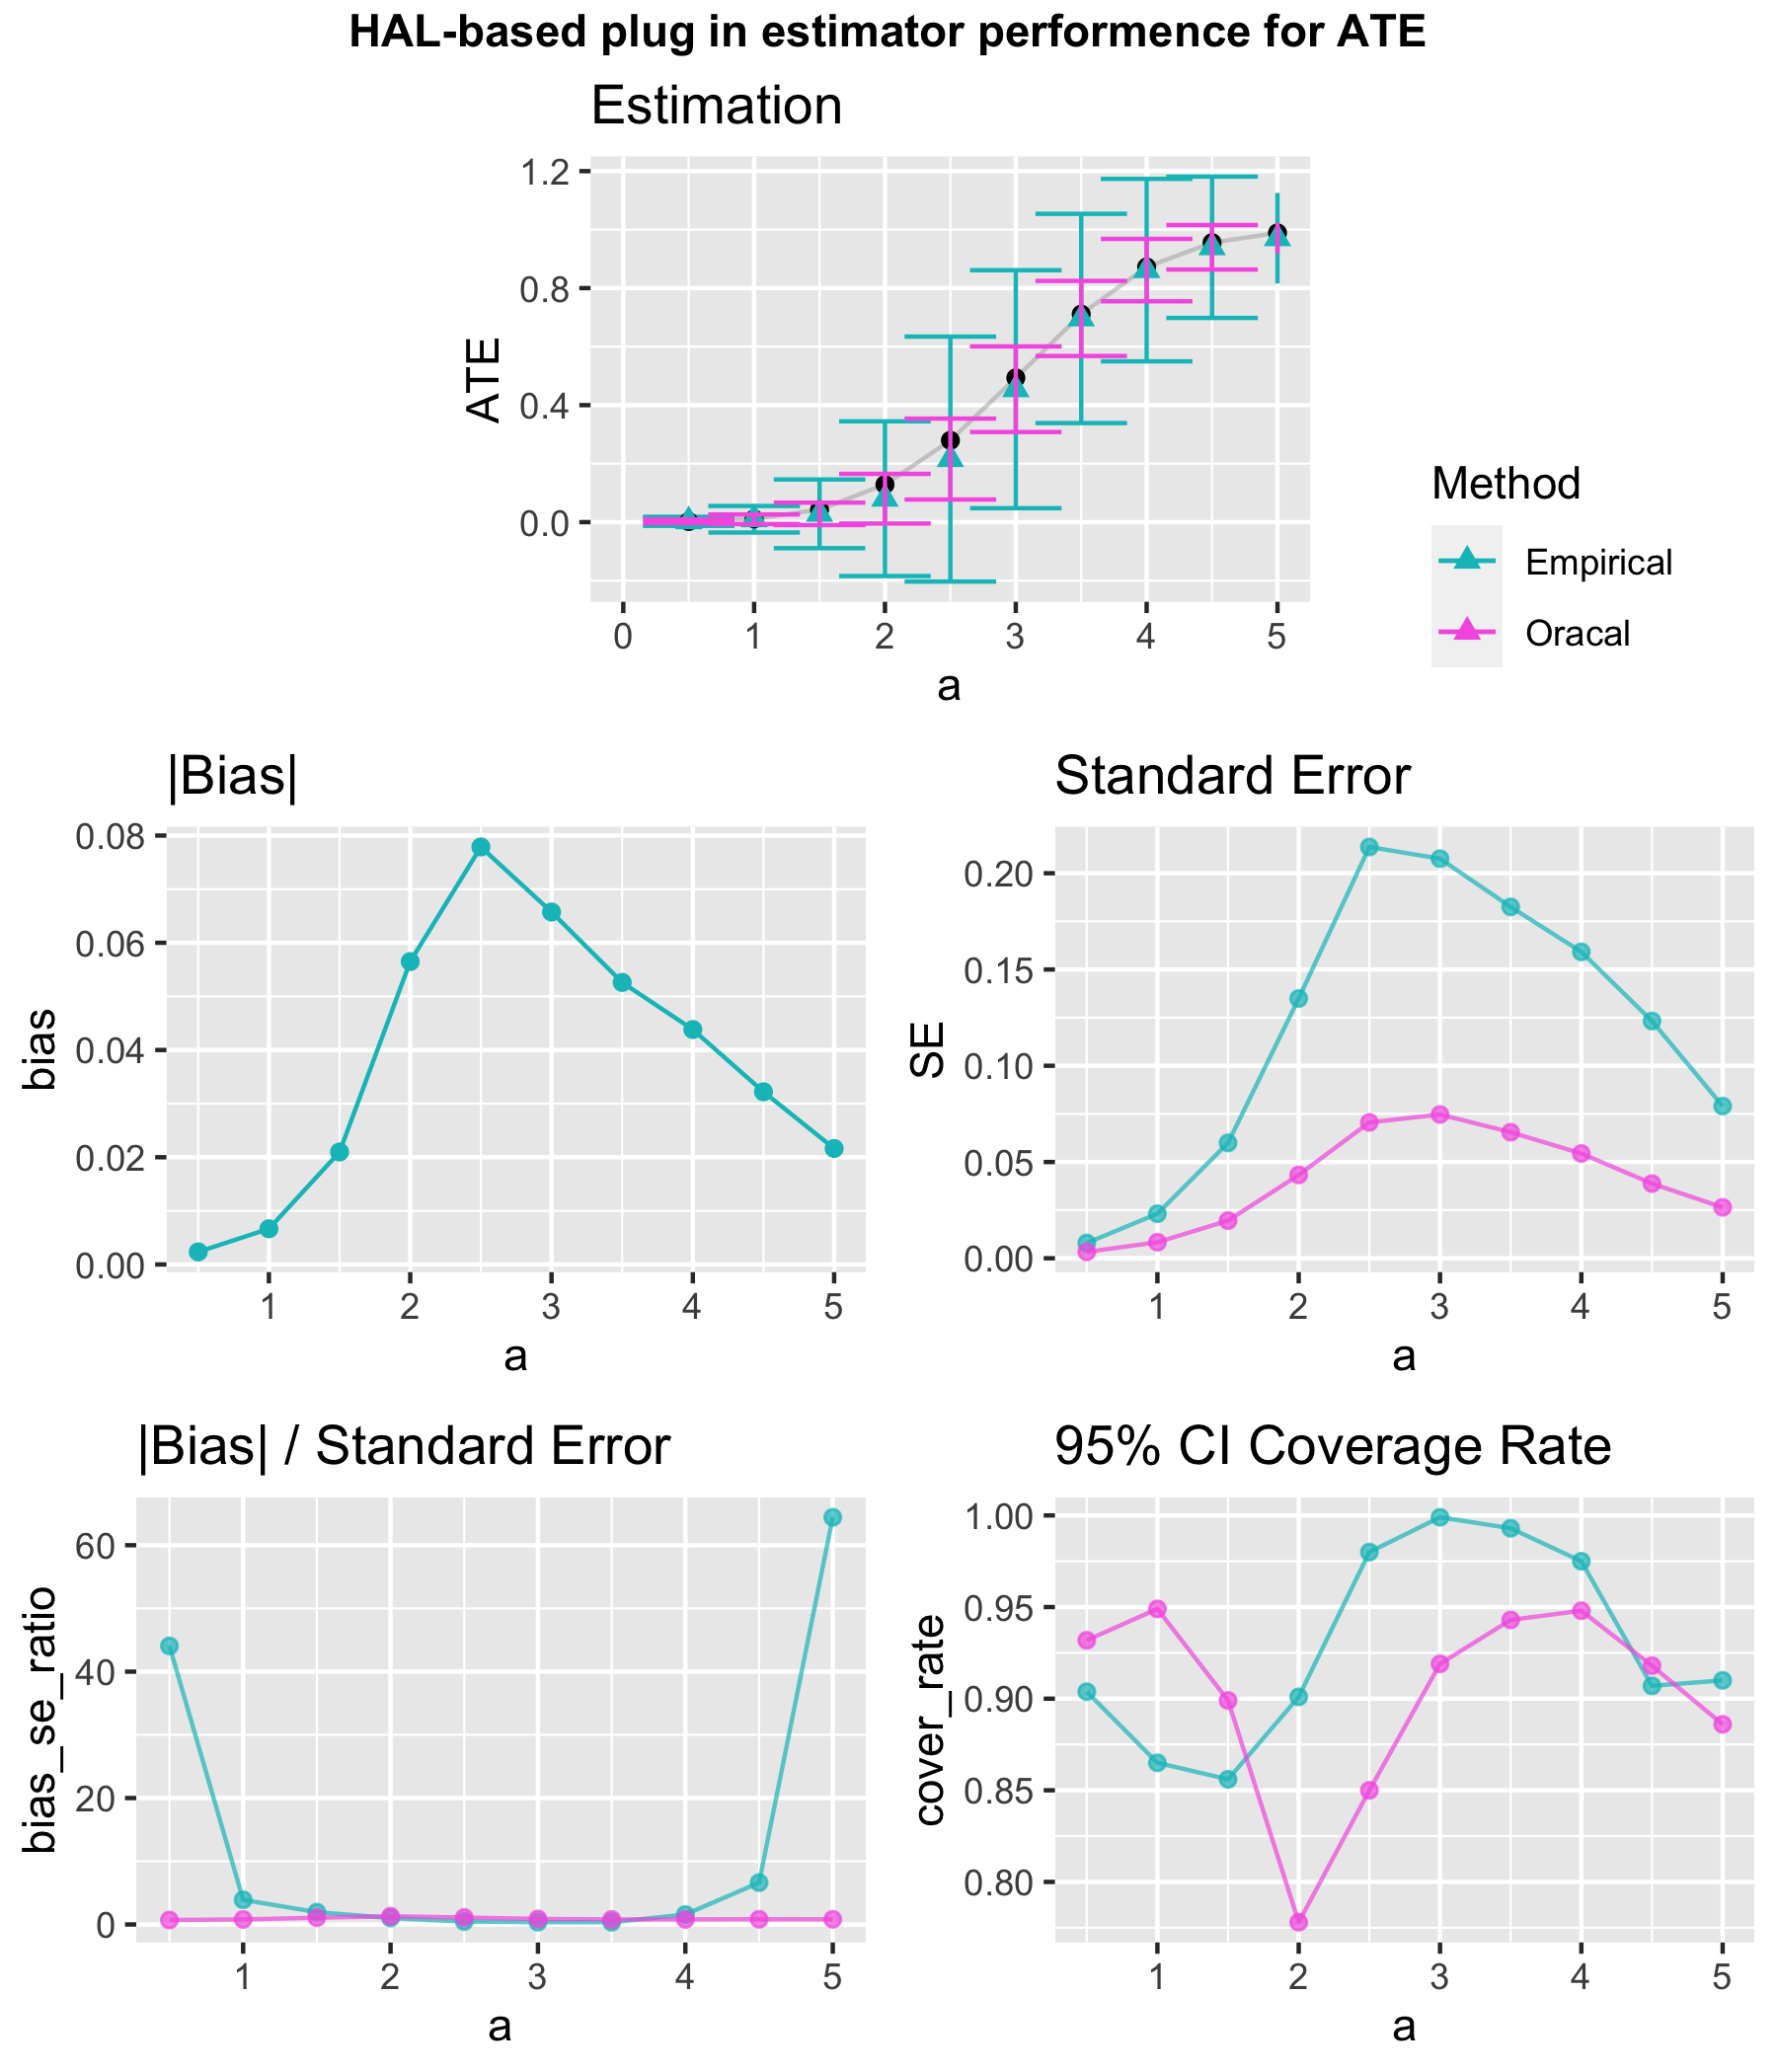 HAL-based plug in estimator performence for ATE
Estimation
1.2
0.8
0.4
0.0
ATE
0 1 2 3 4 5
a
Method
Empirical
Oracal
|Bias|
0.08
0.06
0.04
0.02
0.00
bias
1 2 3 4 5
a
Standard Error
0.20
0.15
0.10
0.05
0.00
SE
1 2 3 4 5
a
|Bias| / Standard Error
60
40
20
0
bias_se_ratio
1 2 3 4 5
a
95% CI Coverage Rate
1.00
0.95
0.90
0.85
0.80
cover_rate
1 2 3 4 5
a